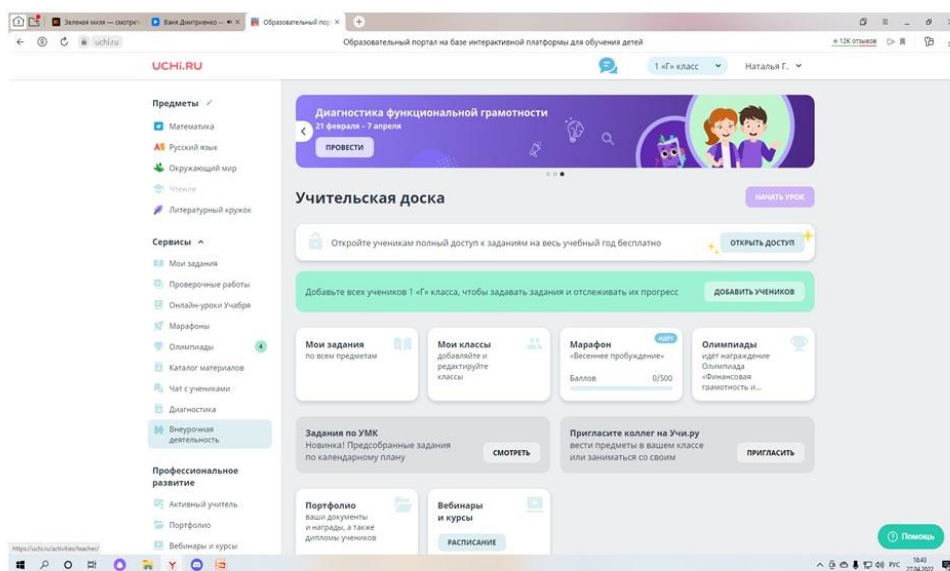 Зеленая миля — смотрет
Ваня Дмитриенко —
Образовательный пор
uchi.ru
Образовательный портал на базе интерактивной платформы для обучения детей
+ 12K отзывов
UCHi.RU
1 «Г» класс
Наталья Г.
Предметы
Математика
Русский язык
Окружающий мир
Чтение
Литературный кружок
Сервисы
Мои задания
Проверочные работы
Онлайн-уроки Учабря
Марафоны
Олимпиады 4
Каталог материалов
Чат с учениками
Диагностика
Внеурочная
деятельность
Профессиональное
развитие
Активный учитель
Портфолио
Вебинары и курсы
Диагностика функциональной грамотности
21 февраля – 7 апреля
ПРОВЕСТИ
Учительская доска
НАЧАТЬ УРОК
Откройте ученикам полный доступ к заданиям на весь учебный год бесплатно
ОТКРЫТЬ ДОСТУП
Добавьте всех учеников 1 «Г» класса, чтобы задавать задания и отслеживать их прогресс
ДОБАВИТЬ УЧЕНИКОВ
Мои задания
по всем предметам
Мои классы
добавляйте и
редактируйте
классы
Марафон
ИДЁТ
«Весеннее пробуждение»
Баллов 0/500
Олимпиады
идёт награждение
Олимпиада
«Финансовая
грамотность и...
Задания по УМК
Новинка! Предсобранные задания
по календарному плану
СМОТРЕТЬ
Пригласите коллег на Учи.ру
вести предметы в вашем классе
или заниматься со своим
ПРИГЛАСИТЬ
Портфолио
ваши документы
и награды, а также
дипломы учеников
Вебинары
и курсы
РАСПИСАНИЕ
Помощь
https://uchi.ru/activities/teacher/
РУС
18:43
27.04.2022